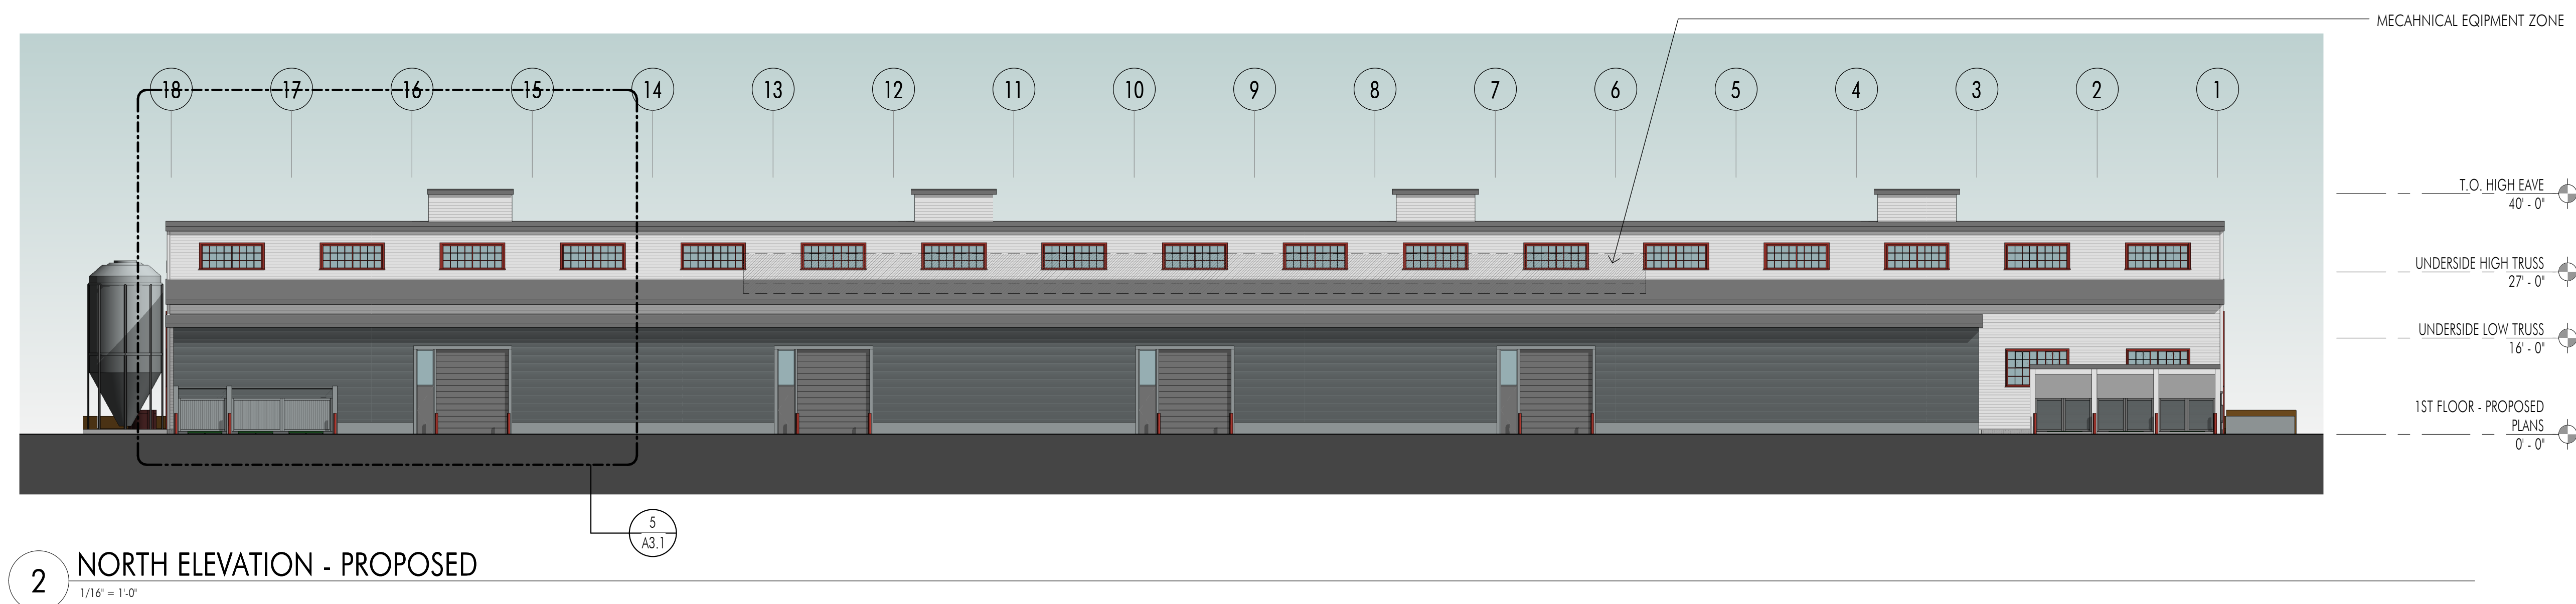 MECAHNICAL EQIPMENT ZONE
18 17 16 15 14 13 12 11 10 9 8 7 6 5 4 3 2 1
T.O. HIGH EAVE
40' - 0"
UNDERSIDE HIGH TRUSS
27' - 0"
UNDERSIDE LOW TRUSS
16' - 0"
1ST FLOOR - PROPOSED
PLANS
0' - 0"
5
A3.1
2 NORTH ELEVATION - PROPOSED
1/16" = 1'-0"